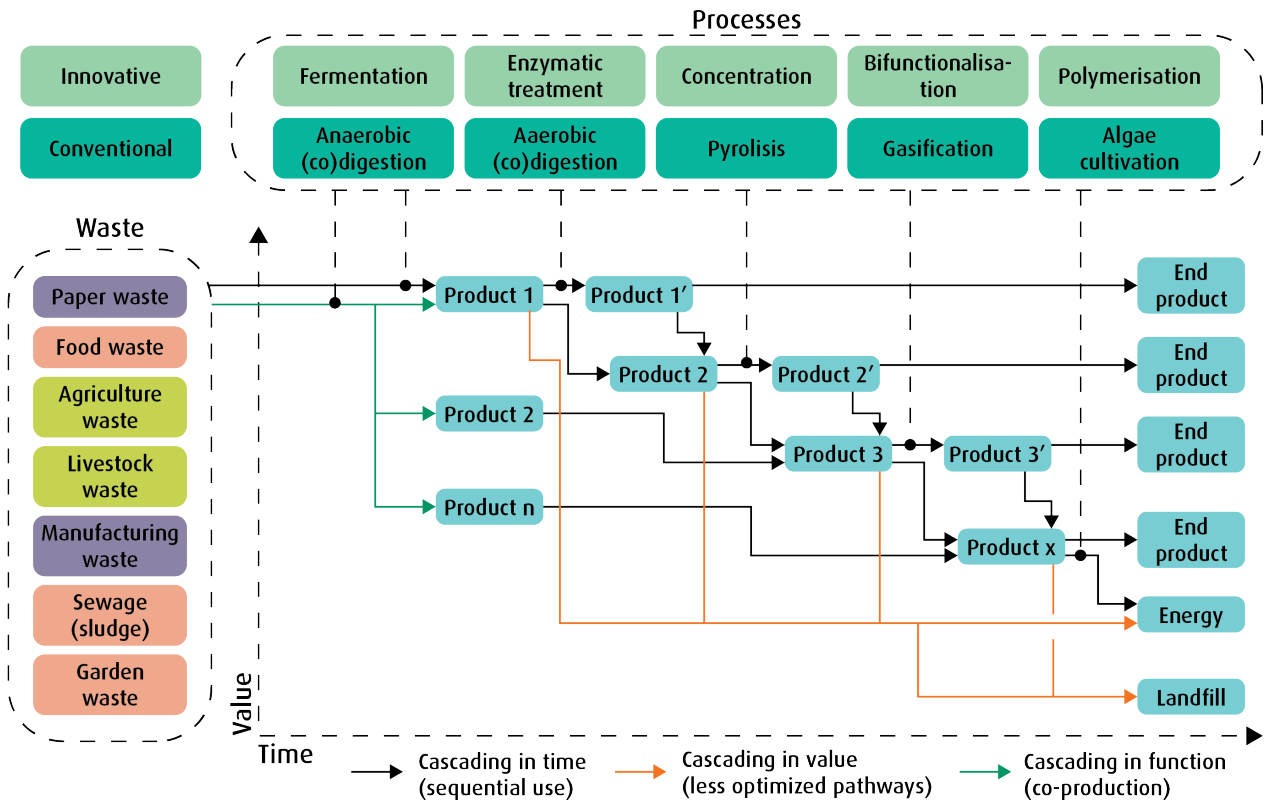 Processes
Innovative
Fermentation
Enzymatic
treatment
Concentration
Bifunctionalisa-
tion
Polymerisation
Conventional
Anaerobic
(co)digestion
Aaerobic
(co)digestion
Pyrolisis
Gasification
Algae
cultivation
Waste
Paper waste
Food waste
Agriculture
waste
Livestock
waste
Manufacturing
waste
Sewage
(sludge)
Garden
waste
Product 1
Product 1′
End
product
Product 2
Product 2′
End
product
Product 2
Product 3
Product 3′
End
product
Product n
Product x
End
product
Energy
Landfill
Value
Time
Cascading in time
(sequential use)
Cascading in value
(less optimized pathways)
Cascading in function
(co-production)